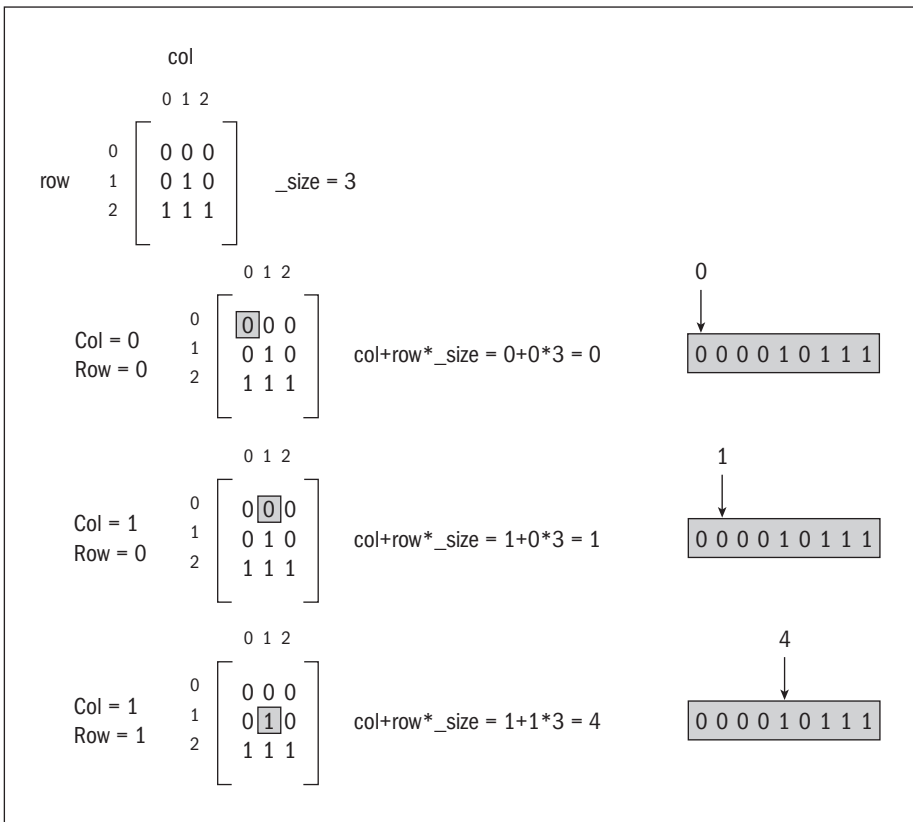 col
0 1 2
0 0 0 0
row 1 0 1 0 _size = 3
2 1 1 1
0 1 2
0 0 0 0
Col = 0
Row = 0
1 0 1 0
2 1 1 1
col+row*_size = 0+0*3 = 0
0
0 0 0 0 1 0 1 1 1
0 1 2
0 0 0 0
Col = 1
Row = 0
1 0 1 0
2 1 1 1
col+row*_size = 1+0*3 = 1
1
0 0 0 0 1 0 1 1 1
0 1 2
0 0 0 0
Col = 1
Row = 1
1 0 1 0
2 1 1 1
col+row*_size = 1+1*3 = 4
4
0 0 0 0 1 0 1 1 1